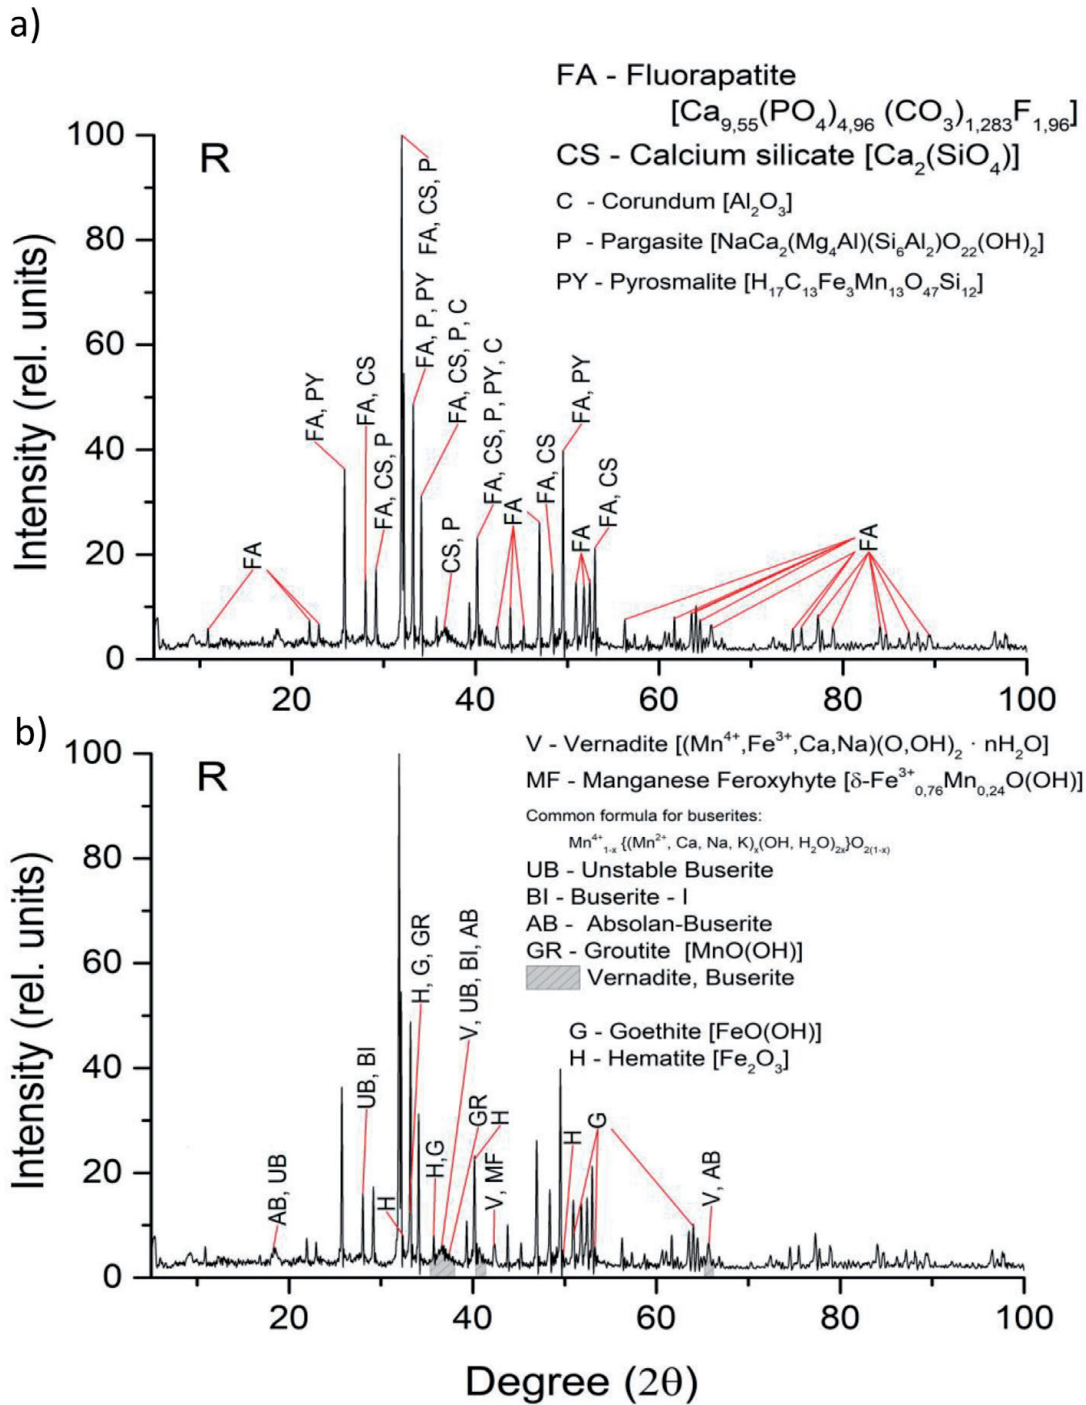 a)
FA - Fluorapatite
[Ca9,55(PO4)4,96 (CO3)1,283F1,96]
CS - Calcium silicate [Ca2(SiO4)]
C - Corundum [Al2O3]
P - Pargasite [NaCa2(Mg4Al)(Si6Al2)O22(OH)2]
PY - Pyrosmalite [H17C13Fe3Mn13O47Si12]
R
Intensity (rel. units)
100
80
60
40
20
0
FA
FA, PY
FA, CS
FA, CS, P
FA, CS, P
FA, P, PY
FA, CS, P, C
CS, P
FA, CS, P, PY, C
FA
FA, CS
FA, PY
FA
FA, CS
FA
20
40
60
80
100
b)
V - Vernadite [(Mn4+,Fe3+,Ca,Na)(O,OH)2 · nH2O]
MF - Manganese Feroxyhyte [δ-Fe3+0,76Mn0,24O(OH)]
Common formula for buserites:
Mn4+1-x {(Mn2+, Ca, Na, K)x(OH, H2O)2x}O2(1-x)
UB - Unstable Buserite
BI - Buserite - I
AB - Absolan-Buserite
GR - Groutite [MnO(OH)]
Vernadite, Buserite
G - Goethite [FeO(OH)]
H - Hematite [Fe2O3]
R
Intensity (rel. units)
100
80
60
40
20
0
AB, UB
UB, BI
H
H, G, GR
H,G
V, UB, BI, AB
GR
H
V, MF
H
G
V, AB
20
40
60
80
100
Degree (2θ)